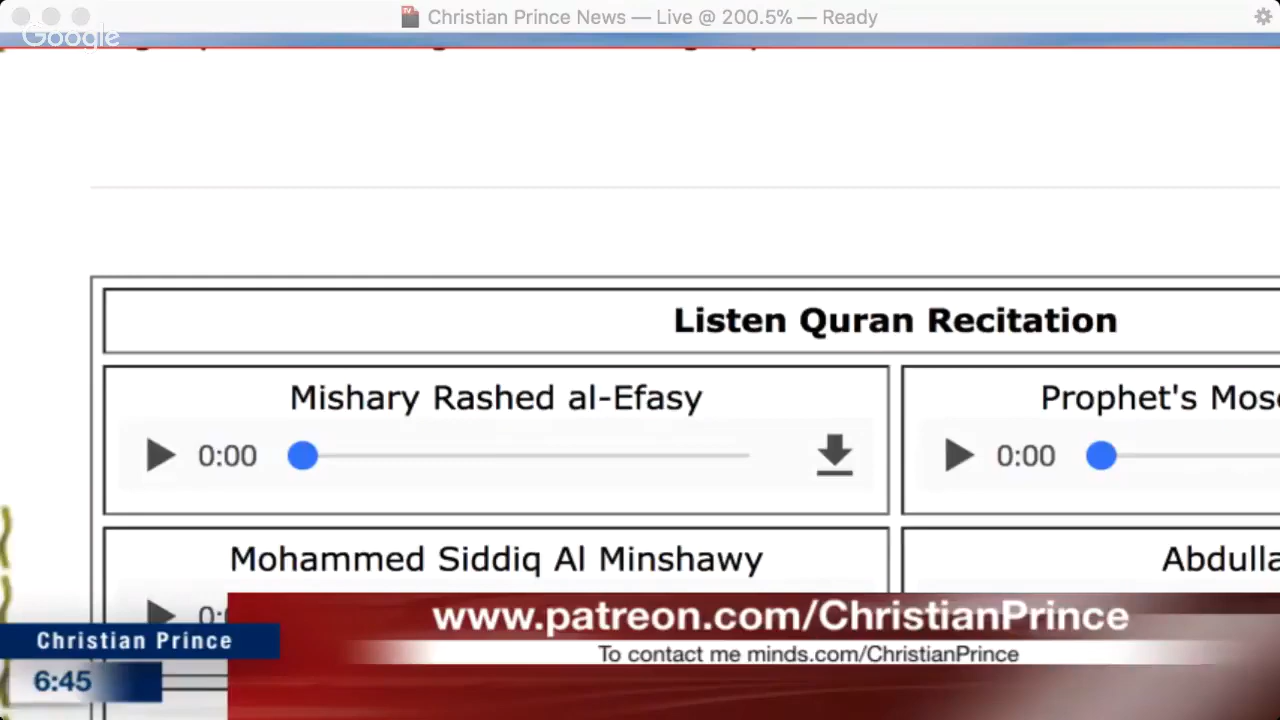 Christian Prince News — Live @ 200.5% — Ready
Google
Listen Quran Recitation
Mishary Rashed al-Efasy
Prophet's
0:00
0:00
Mohammed Siddiq Al Minshawy
www.patreon.com/ChristianPrince
Christian Prince
To contact me minds.com/ChristianPrince
6:45